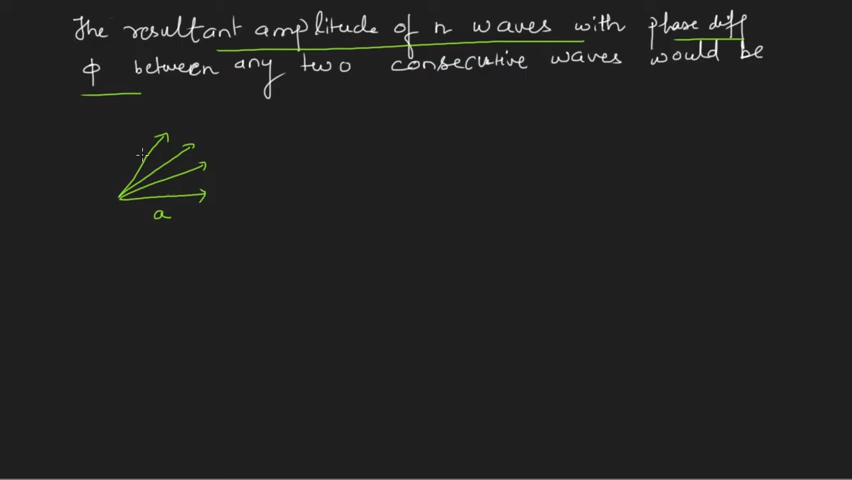 The resultant amplitude of n waves with phase diff
φ between any two consecutive waves would be
a